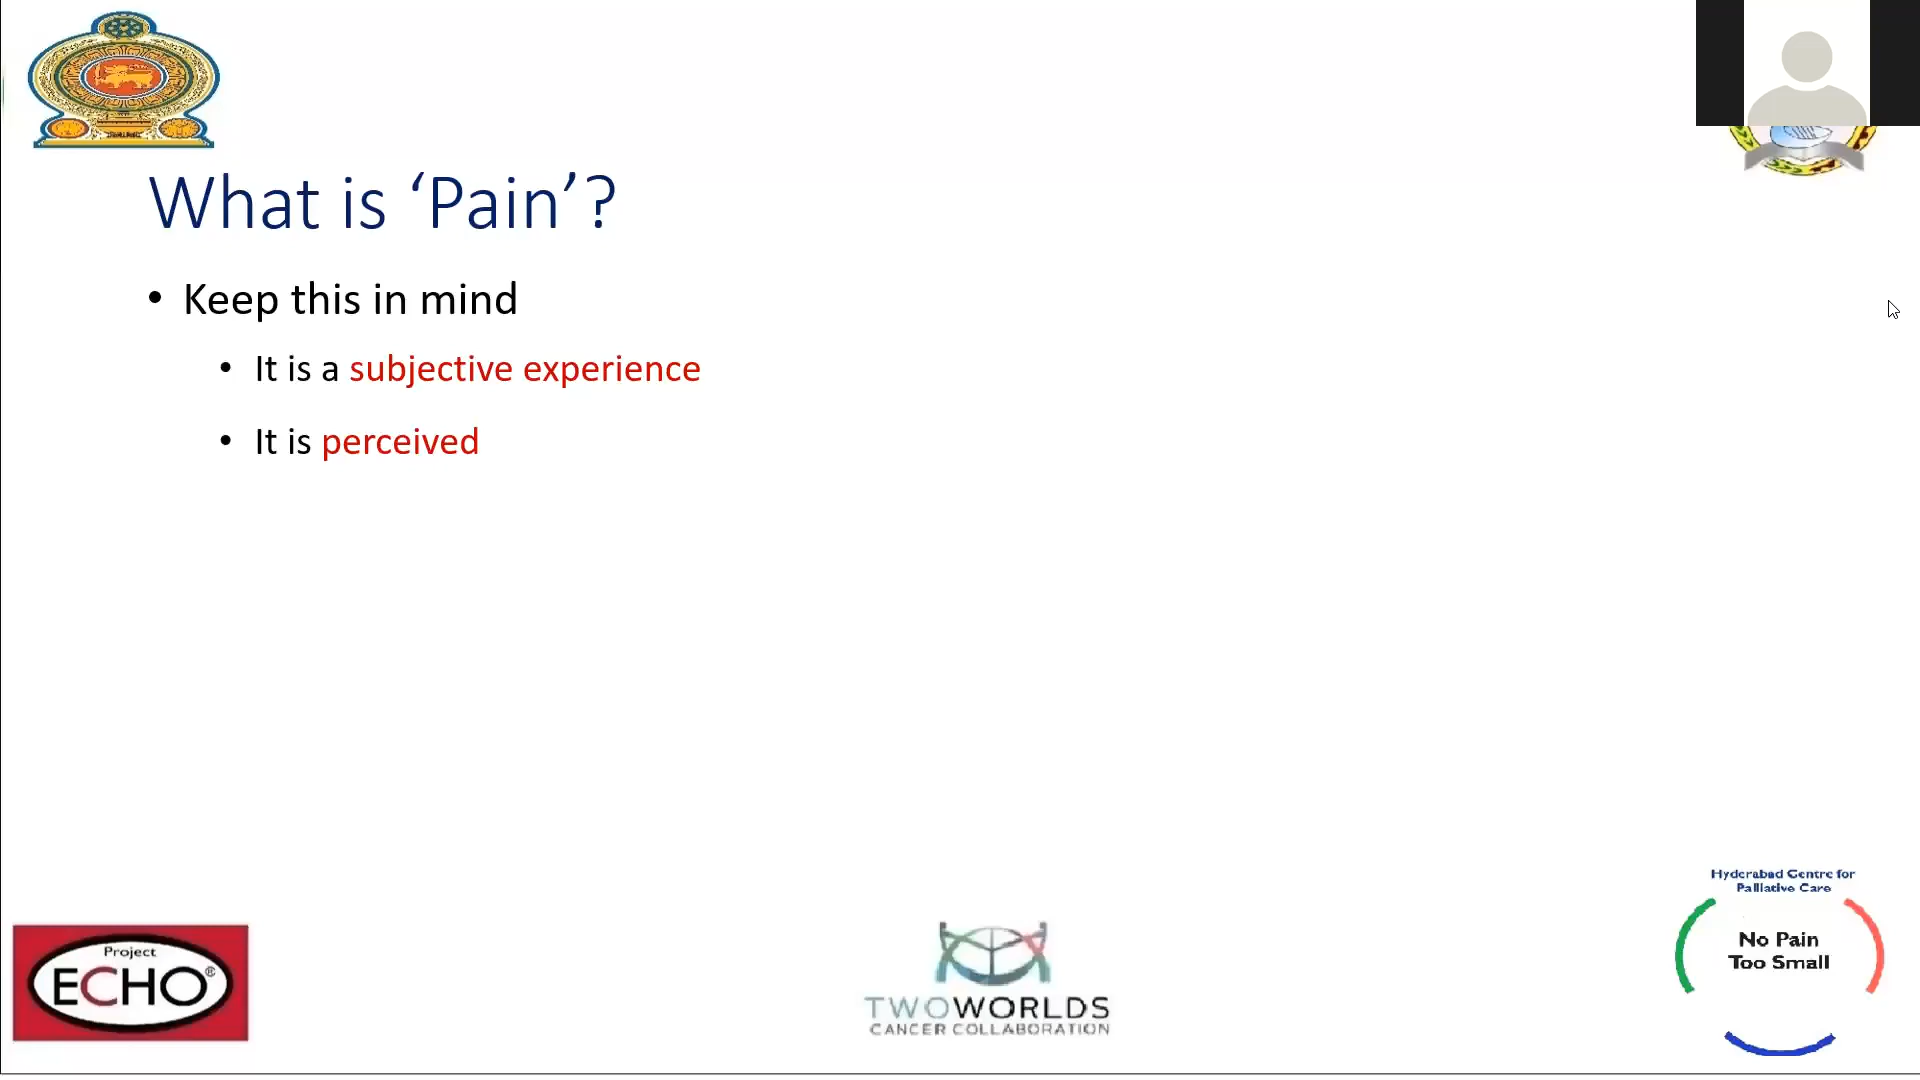 What is ‘Pain’?
• Keep this in mind
• It is a subjective experience
• It is perceived
Project
ECHO®
TWOWORLDS
CANCER COLLABORATION
Hyderabad Centre for
Palliative Care
No Pain
Too Small